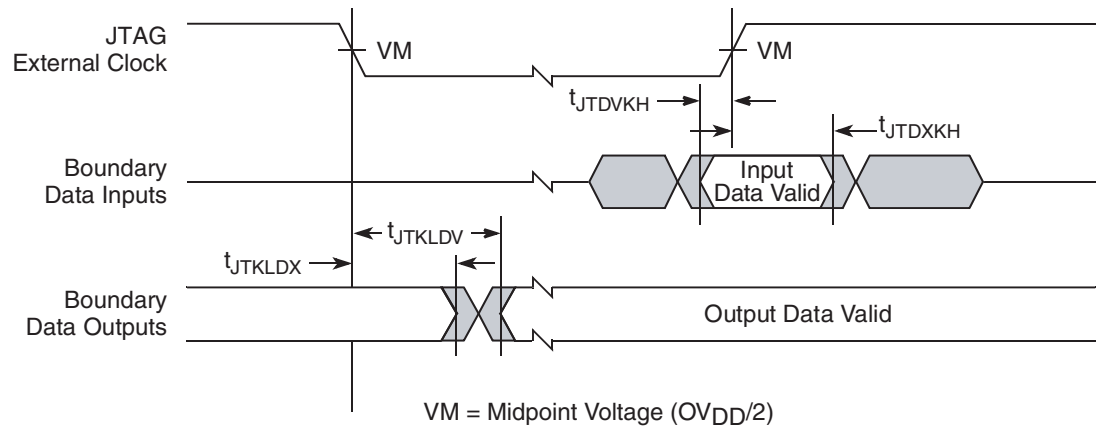 JTAG
External Clock
VM
VM
tJTDVKH
tJTDXKH
Boundary
Data Inputs
Input
Data Valid
tJTKLDV
tJTKLDX
Boundary
Data Outputs
Output Data Valid
VM = Midpoint Voltage (OVDD/2)